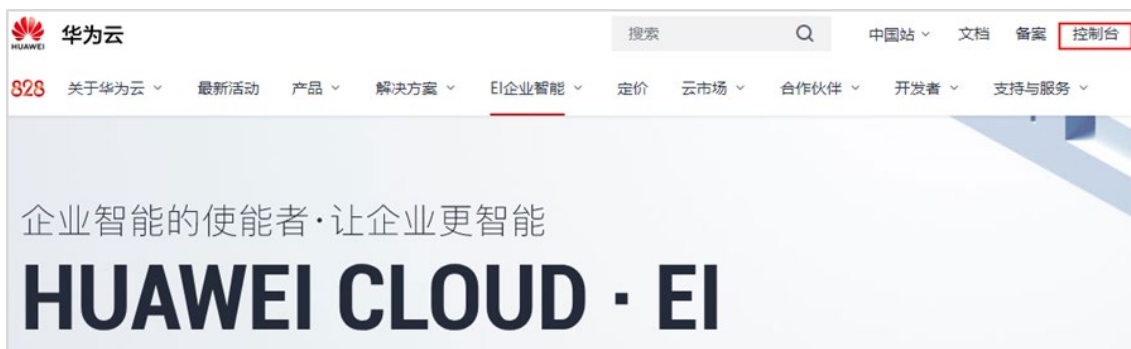 HUAWEI 华为云 搜索 中国站 文档 备案 控制台
828 关于华为云 最新活动 产品 解决方案 EI企业智能 定价 云市场 合作伙伴 开发者 支持与服务
企业智能的使能者·让企业更智能
HUAWEI CLOUD · EI